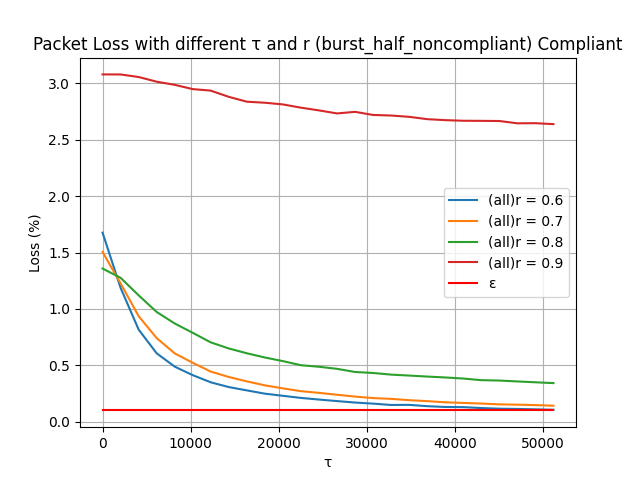 Packet Loss with different τ and r (burst_half_noncompliant) Compliant
Loss (%)
3.0
2.5
2.0
1.5
1.0
0.5
0.0
(all)r = 0.6
(all)r = 0.7
(all)r = 0.8
(all)r = 0.9
ε
0 10000 20000 30000 40000 50000
τ